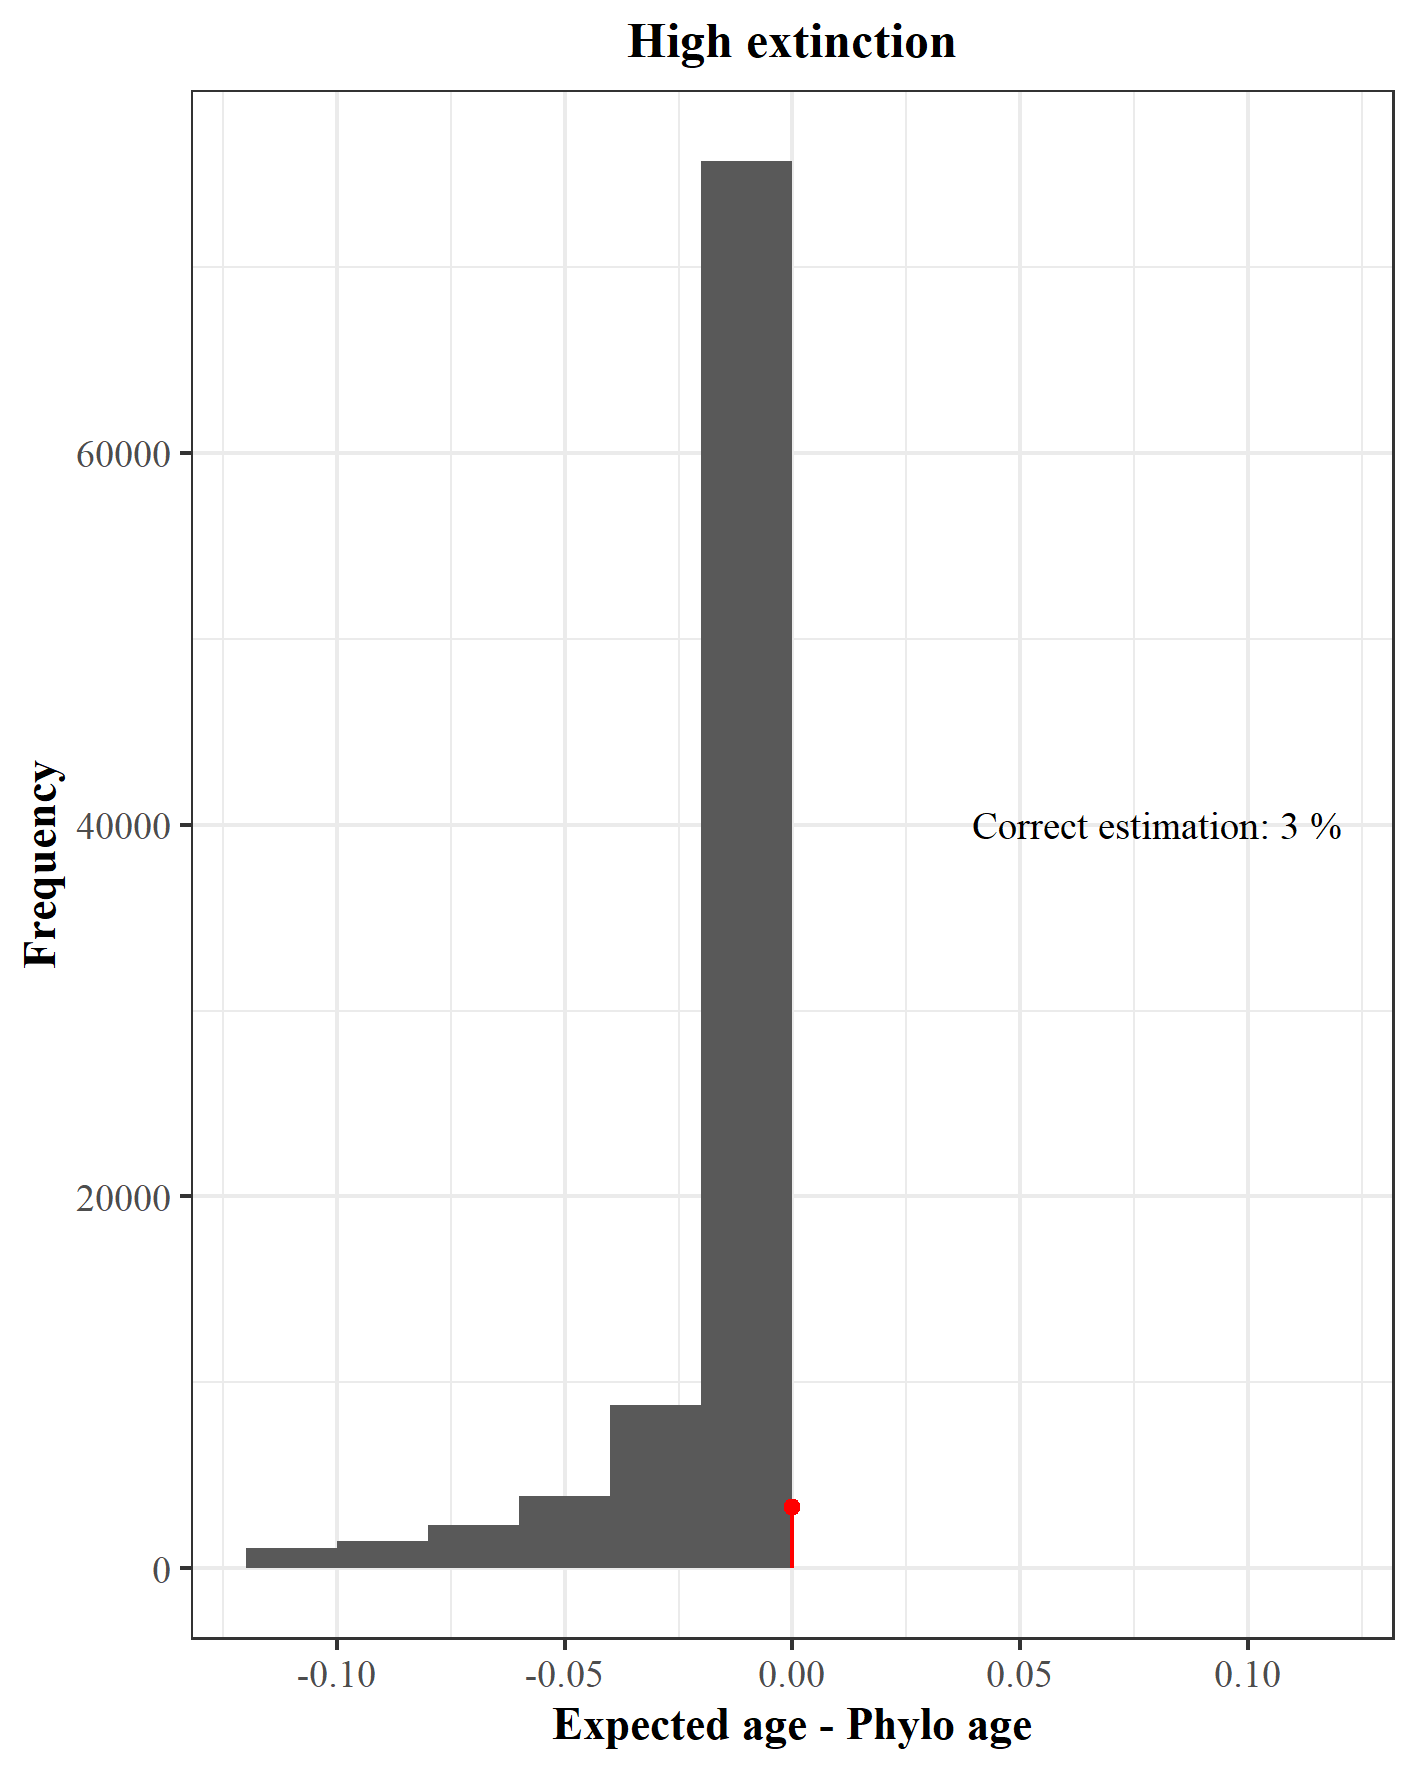 High extinction
60000
40000
20000
0
Frequency
Correct estimation: 3 %
-0.10
-0.05
0.00
0.05
0.10
Expected age - Phylo age